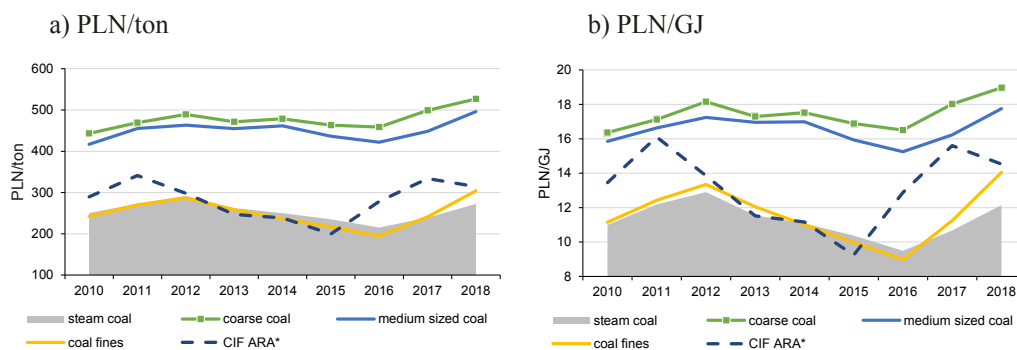 a) PLN/ton
PLN/ton
600
500
400
300
200
100
2010 2011 2012 2013 2014 2015 2016 2017 2018
steam coal coarse coal medium sized coal
coal fines CIF ARA*
b) PLN/GJ
PLN/GJ
20
18
16
14
12
10
8
2010 2011 2012 2013 2014 2015 2016 2017 2018
steam coal coarse coal medium sized coal
coal fines CIF ARA*